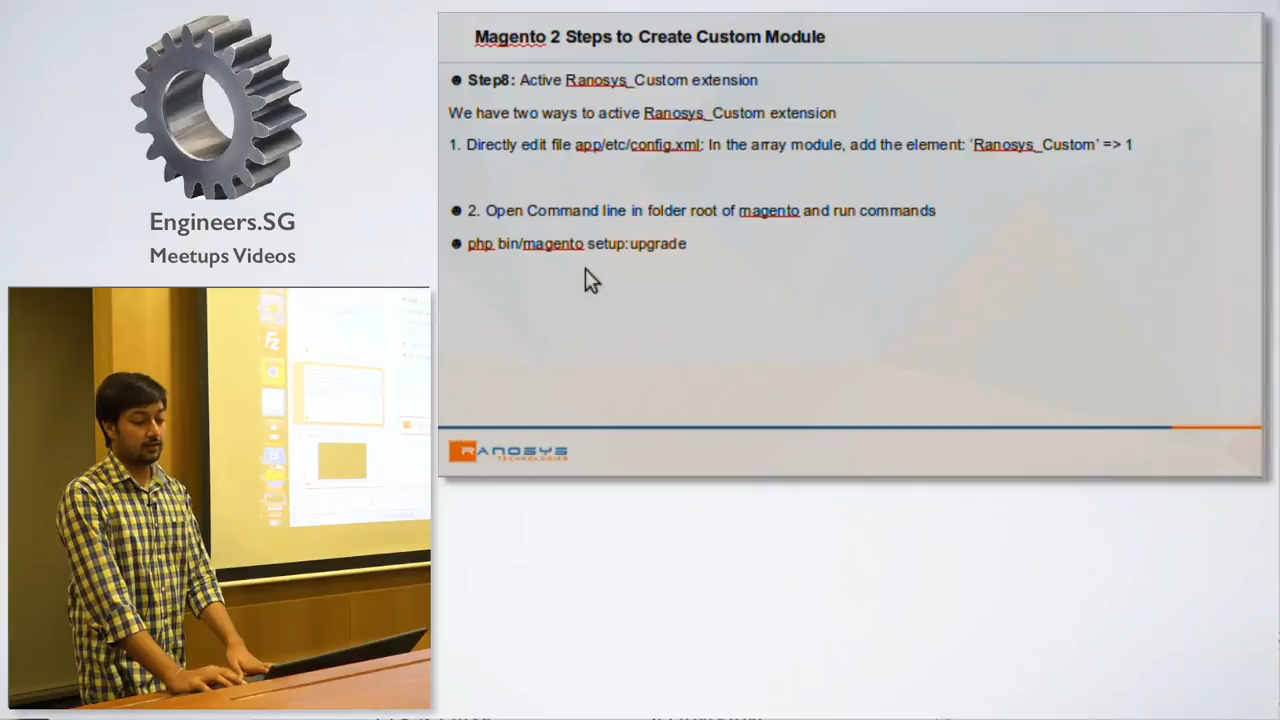 Magento 2 Steps to Create Custom Module
☻ Step8: Active Ranosys_Custom extension
We have two ways to active Ranosys_Custom extension
1. Directly edit file app/etc/config.xml: In the array module, add the element: ‘Ranosys_Custom’ => 1
☻ 2. Open Command line in folder root of magento and run commands
☻ php bin/magento setup:upgrade
RANOSYS
TECHNOLOGIES
Engineers.SG
Meetups Videos
Fz